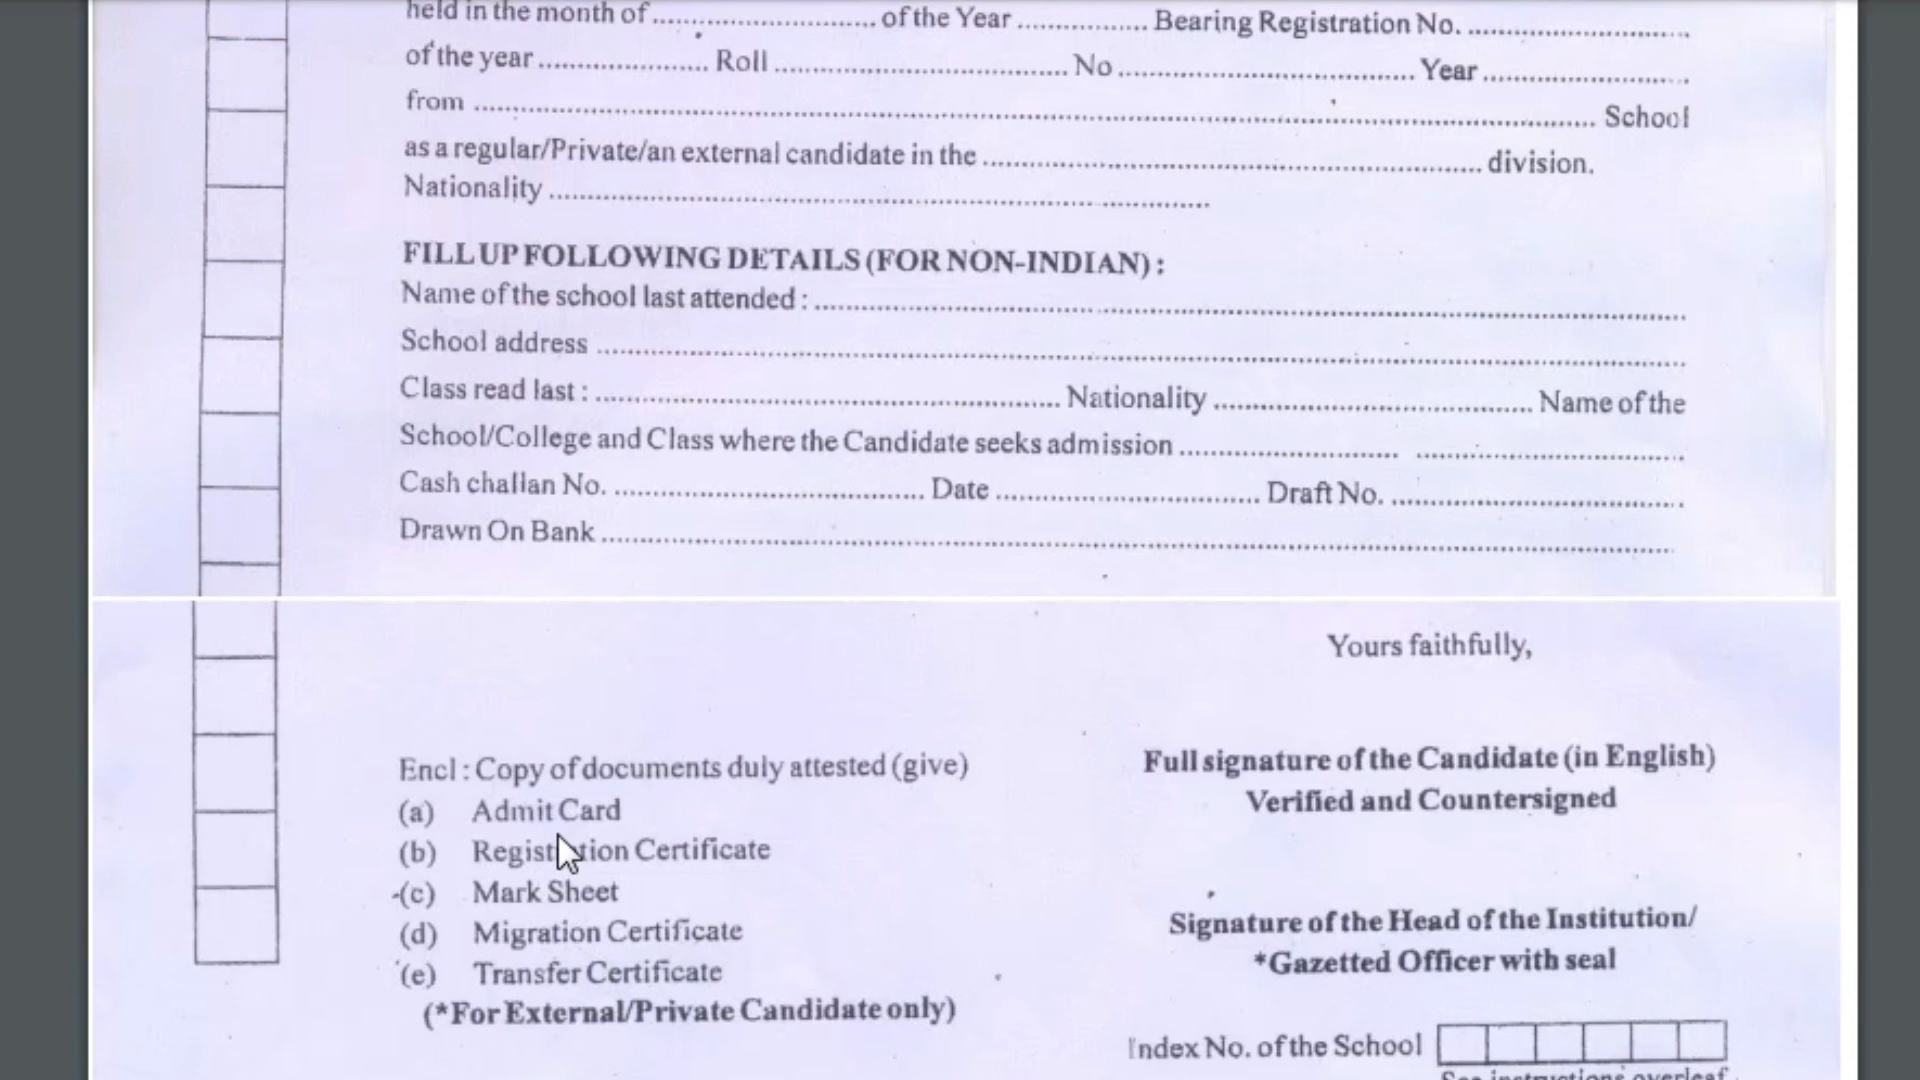 held in the month of ............................ of the Year ................ Bearing Registration No. ............................
of the year ..................... Roll ..................................... No ..................................... Year ..........................
from ................................................................................................................ School
as a regular/Private/an external candidate in the .............................................................. division.
Nationality ..................................................................................
FILL UP FOLLOWING DETAILS (FOR NON-INDIAN) :
Name of the school last attended : ..............................................................................................
School address ..............................................................................................................
Class read last : .......................................................... Nationality ........................................ Name of the
School/College and Class where the Candidate seeks admission ........................... .................................
Cash challan No. ....................................... Date ................................. Draft No. ....................................
Drawn On Bank ..............................................................................................................
Yours faithfully,
Encl : Copy of documents duly attested (give)
(a) Admit Card
(b) Registration Certificate
(c) Mark Sheet
(d) Migration Certificate
(e) Transfer Certificate
(*For External/Private Candidate only)
Full signature of the Candidate (in English)
Verified and Countersigned
Signature of the Head of the Institution/
*Gazetted Officer with seal
Index No. of the School
See instructions overleaf